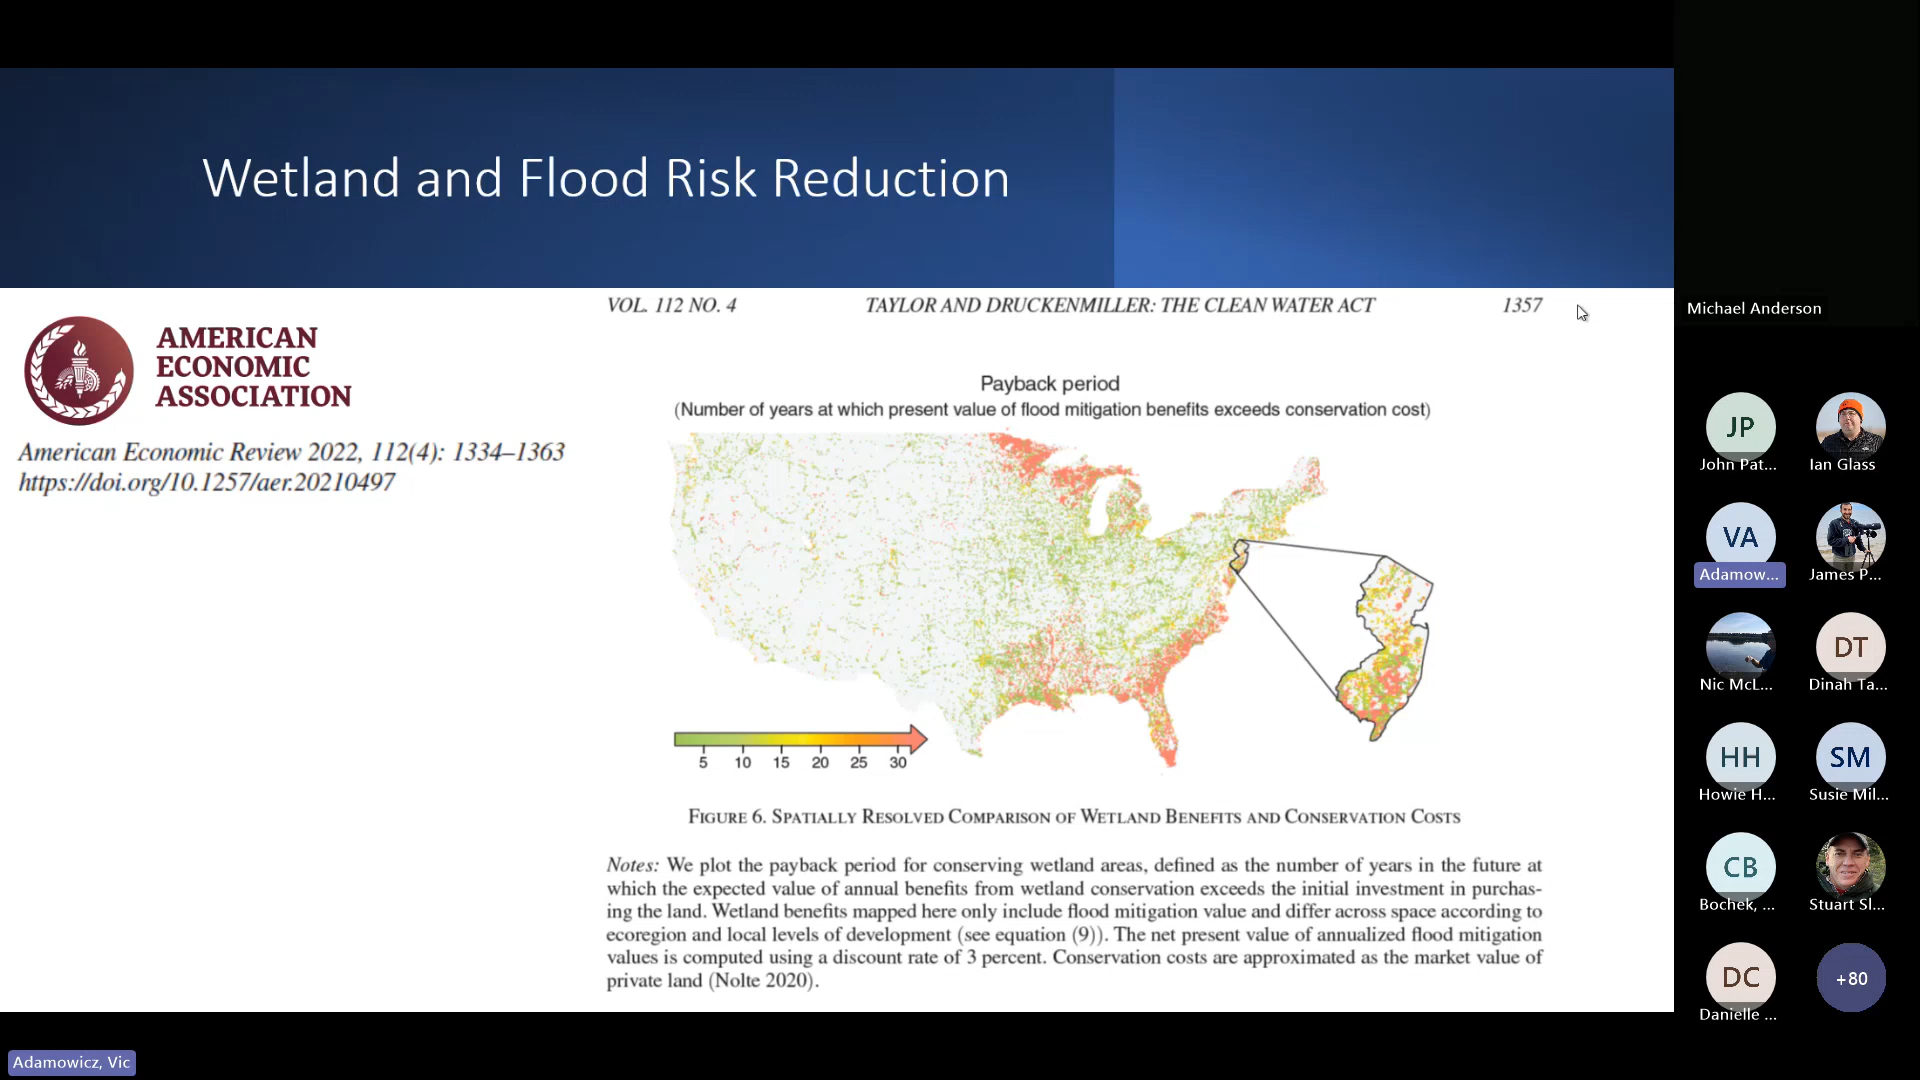 Wetland and Flood Risk Reduction
AMERICAN
ECONOMIC
ASSOCIATION
American Economic Review 2022, 112(4): 1334–1363
https://doi.org/10.1257/aer.20210497
VOL. 112 NO. 4 TAYLOR AND DRUCKENMILLER: THE CLEAN WATER ACT 1357
Payback period
(Number of years at which present value of flood mitigation benefits exceeds conservation cost)
5 10 15 20 25 30
FIGURE 6. SPATIALLY RESOLVED COMPARISON OF WETLAND BENEFITS AND CONSERVATION COSTS
Notes: We plot the payback period for conserving wetland areas, defined as the number of years in the future at
which the expected value of annual benefits from wetland conservation exceeds the initial investment in purchas-
ing the land. Wetland benefits mapped here only include flood mitigation value and differ across space according to
ecoregion and local levels of development (see equation (9)). The net present value of annualized flood mitigation
values is computed using a discount rate of 3 percent. Conservation costs are approximated as the market value of
private land (Nolte 2020).
Michael Anderson
JP
John Pat...
Ian Glass
VA
Adamow...
James P...
Nic McL...
DT
Dinah Ta...
HH
Howie H...
SM
Susie Mil...
CB
Bochek, ...
Stuart Sl...
DC
Danielle ...
+80
Adamowicz, Vic